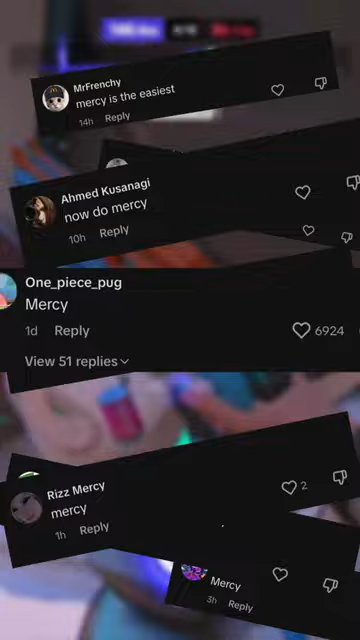 MrFrenchy
mercy is the easiest
14h Reply
Ahmed Kusanagi
now do mercy
10h Reply
One_piece_pug
Mercy
1d Reply
6924
View 51 replies
Rizz Mercy
mercy
2
1h Reply
Mercy
3h Reply